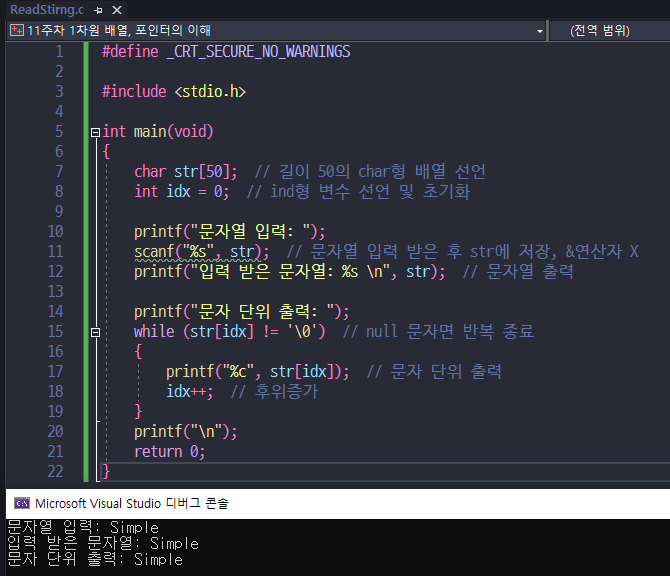 ReadStirng.c
11주차 1차원 배열, 포인터의 이해 (전역 범위)
1 #define _CRT_SECURE_NO_WARNINGS
2
3 #include <stdio.h>
4
5 int main(void)
6 {
7 char str[50];  // 길이 50의 char형 배열 선언
8 int idx = 0;  // ind형 변수 선언 및 초기화
9
10 printf("문자열 입력: ");
11 scanf("%s", str);  // 문자열 입력 받은 후 str에 저장, &연산자 X
12 printf("입력 받은 문자열: %s \n", str);  // 문자열 출력
13
14 printf("문자 단위 출력: ");
15 while (str[idx] != '\0')  // null 문자면 반복 종료
16 {
17 printf("%c", str[idx]);  // 문자 단위 출력
18 idx++;  // 후위증가
19 }
20 printf("\n");
21 return 0;
22 }
Microsoft Visual Studio 디버그 콘솔
문자열 입력: Simple
입력 받은 문자열: Simple
문자 단위 출력: Simple